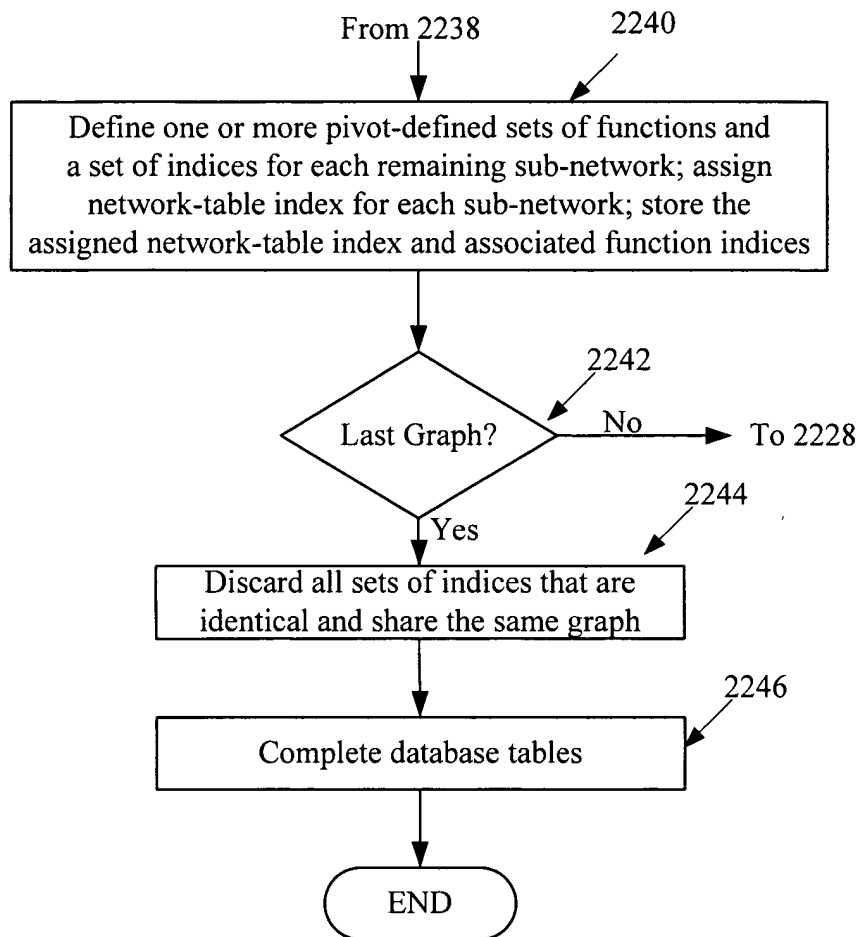 From 2238
2240
Define one or more pivot-defined sets of functions and
a set of indices for each remaining sub-network; assign
network-table index for each sub-network; store the
assigned network-table index and associated function indices
2242
Last Graph?
No
To 2228
Yes
2244
Discard all sets of indices that are
identical and share the same graph
2246
Complete database tables
END